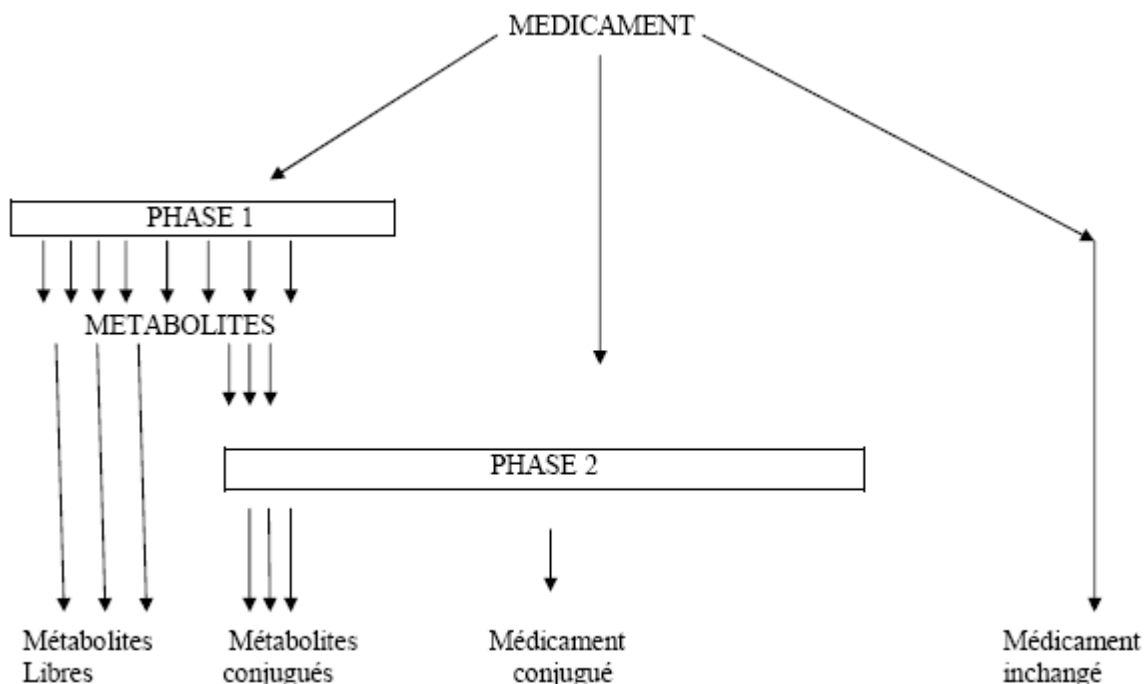 MEDICAMENT
PHASE 1
METABOLITES
PHASE 2
Métabolites
Libres
Métabolites
conjugués
Médicament
conjugué
Médicament
inchangé